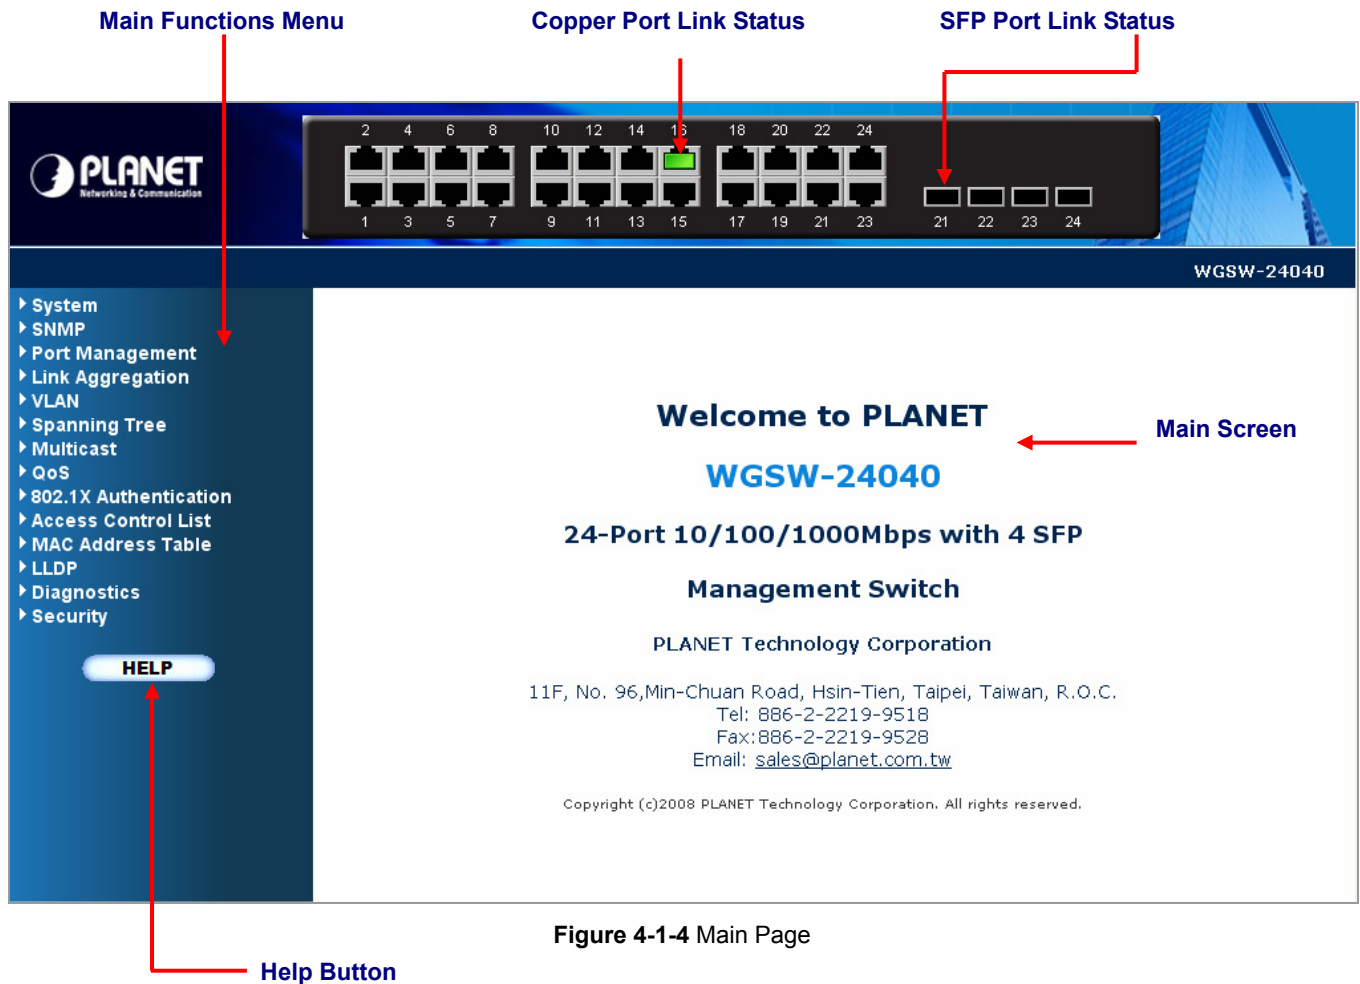 Main Functions Menu
Copper Port Link Status
SFP Port Link Status
2 4 6 8 10 12 14 16 18 20 22 24
PLANET
Networking & Communication
1 3 5 7 9 11 13 15 17 19 21 23 21 22 23 24
WGSW-24040
System
SNMP
Port Management
Link Aggregation
VLAN
Spanning Tree
Multicast
QoS
802.1X Authentication
Access Control List
MAC Address Table
LLDP
Diagnostics
Security
HELP
Welcome to PLANET
WGSW-24040
24-Port 10/100/1000Mbps with 4 SFP
Management Switch
PLANET Technology Corporation
11F, No. 96,Min-Chuan Road, Hsin-Tien, Taipei, Taiwan, R.O.C.
Tel: 886-2-2219-9518
Fax:886-2-2219-9528
Email: sales@planet.com.tw
Copyright (c)2008 PLANET Technology Corporation. All rights reserved.
Main Screen
Figure 4-1-4 Main Page
Help Button